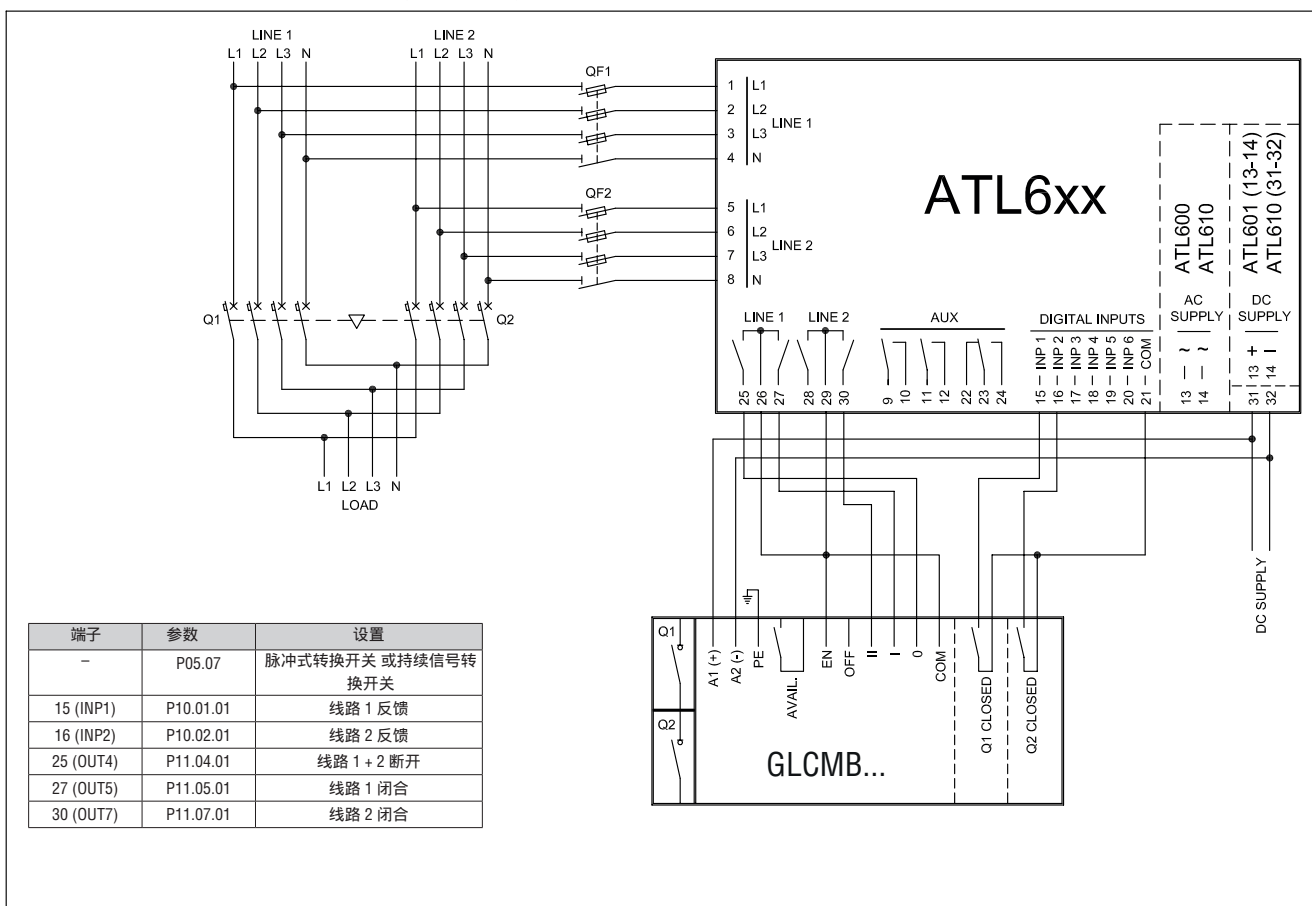 LINE 1
L1 L2 L3 N
LINE 2
L1 L2 L3 N
QF1
1 L1
2 L2
3 L3
4 N
LINE 1
QF2
5 L1
6 L2
7 L3
8 N
LINE 2
ATL6xx
ATL600
ATL610
ATL601 (13-14)
ATL610 (31-32)
Q1
Q2
L1 L2 L3 N
LOAD
LINE 1
LINE 2
AUX
DIGITAL INPUTS
AC
SUPPLY
DC
SUPPLY
25
26
27
28
29
30
9
10
11
12
22
23
24
15 – INP 1
16 – INP 2
17 – INP 3
18 – INP 4
19 – INP 5
20 – INP 6
21 – COM
13 – ~
14 – ~
13 +
14 –
31
32
DC SUPPLY
Q1
Q2
A1 (+)
A2 (-)
PE
AVAIL.
EN
OFF
II
I
0
COM
Q1 CLOSED
Q2 CLOSED
GLCMB...
端子 参数 设置
– P05.07 脉冲式转换开关 或持续信号转
换开关
15 (INP1) P10.01.01 线路 1 反馈
16 (INP2) P10.02.01 线路 2 反馈
25 (OUT4) P11.04.01 线路 1 + 2 断开
27 (OUT5) P11.05.01 线路 1 闭合
30 (OUT7) P11.07.01 线路 2 闭合